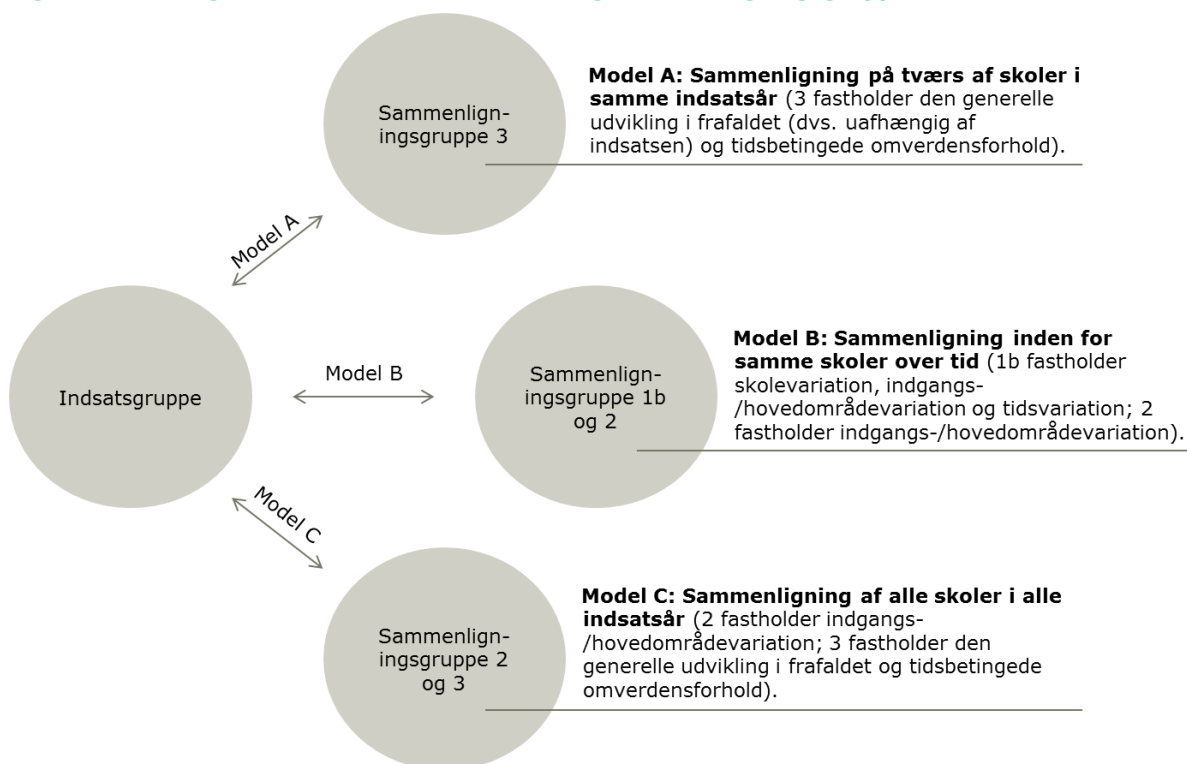 Sammenlign-
ingsgruppe 3
Model A: Sammenligning på tværs af skoler i
samme indsatsår (3 fastholder den generelle
udvikling i frafaldet (dvs. uafhængig af
indsatsen) og tidsbetingede omverdensforhold).
Model A
Indsatsgruppe
Model B
Sammenlign-
ingsgruppe 1b
og 2
Model B: Sammenligning inden for
samme skoler over tid (1b fastholder
skolevariation, indgangs-
/hovedområdevariation og tidsvariation; 2
fastholder indgangs-/hovedområdevariation).
Model C
Sammenlign-
ingsgruppe 2
og 3
Model C: Sammenligning af alle skoler i alle
indsatsår (2 fastholder indgangs-
/hovedområdevariation; 3 fastholder den
generelle udvikling i frafaldet og tidsbetingede
omverdensforhold).